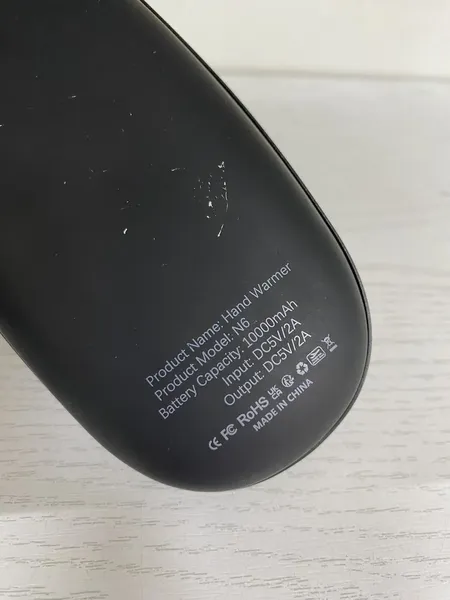 Product Name: Hand Warmer
Product Model: N6
Battery Capacity: 10000mAh
Input: DC5V/2A
Output: DC5V/2A
CE FC RoHS UKCA
MADE IN CHINA